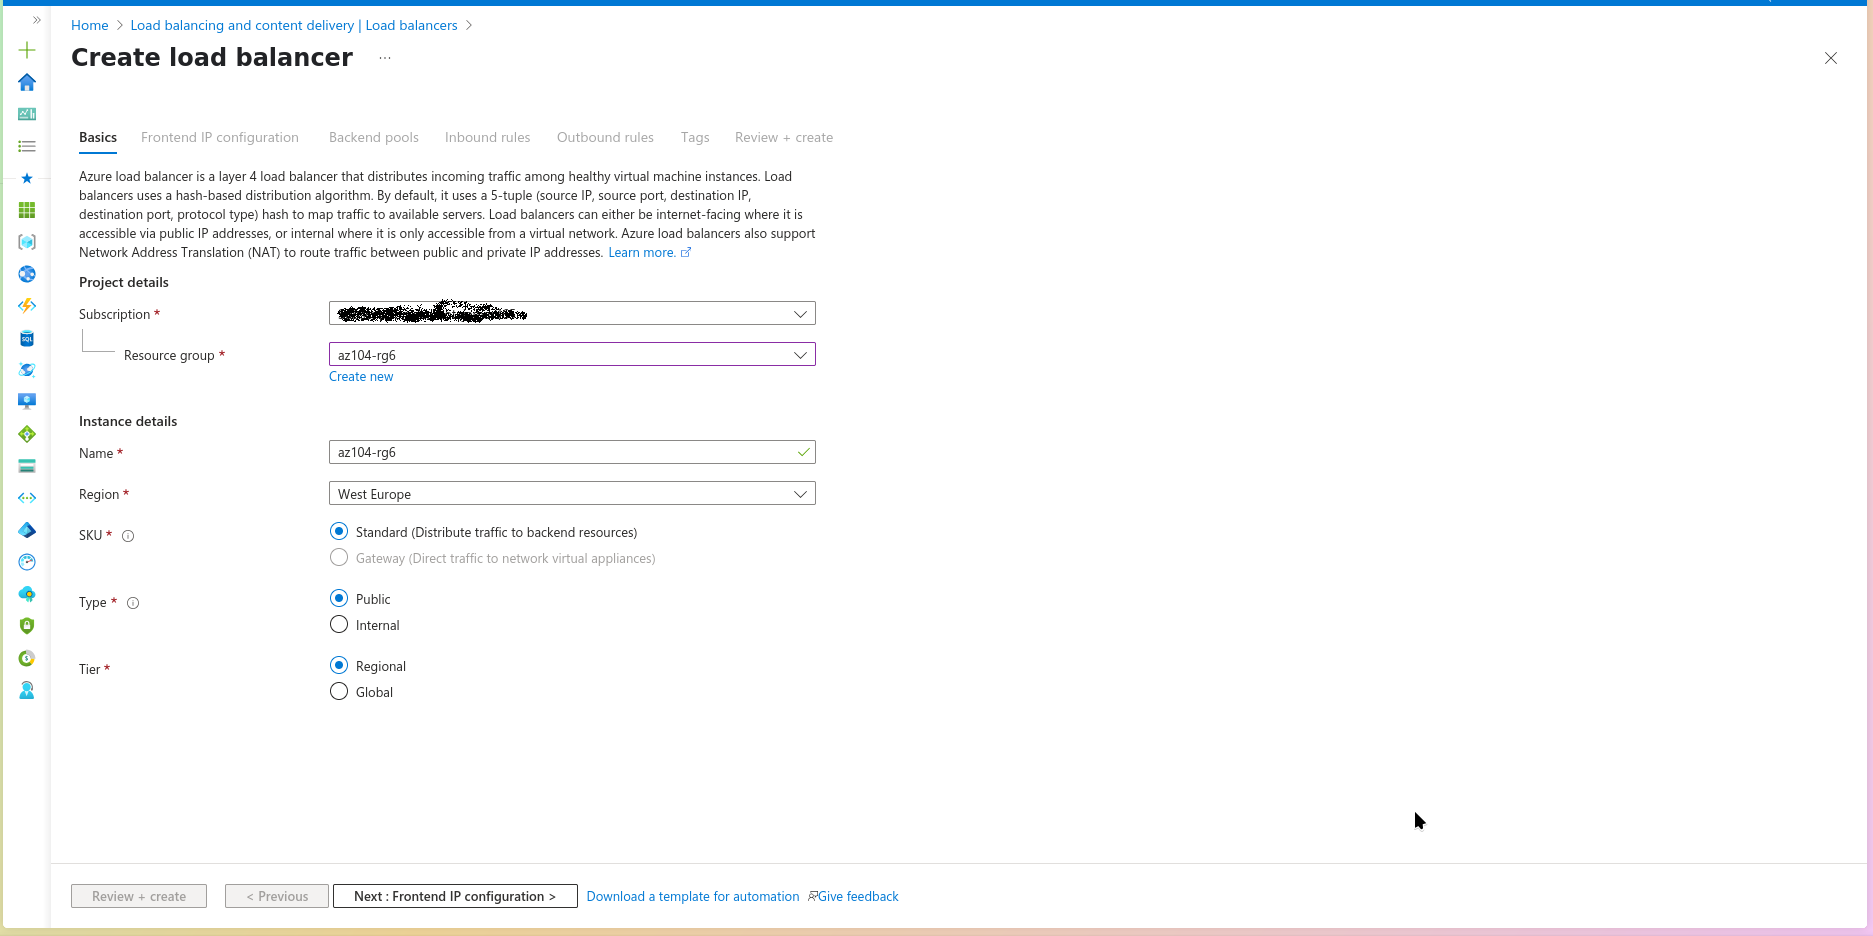 Home > Load balancing and content delivery | Load balancers >
Create load balancer ...
Basics Frontend IP configuration Backend pools Inbound rules Outbound rules Tags Review + create
Azure load balancer is a layer 4 load balancer that distributes incoming traffic among healthy virtual machine instances. Load
balancers uses a hash-based distribution algorithm. By default, it uses a 5-tuple (source IP, source port, destination IP,
destination port, protocol type) hash to map traffic to available servers. Load balancers can either be internet-facing where it is
accessible via public IP addresses, or internal where it is only accessible from a virtual network. Azure load balancers also support
Network Address Translation (NAT) to route traffic between public and private IP addresses. Learn more.
Project details
Subscription *
Resource group * az104-rg6
Create new
Instance details
Name * az104-rg6
Region * West Europe
SKU * Standard (Distribute traffic to backend resources)
Gateway (Direct traffic to network virtual appliances)
Type * Public
Internal
Tier * Regional
Global
Review + create < Previous Next : Frontend IP configuration > Download a template for automation Give feedback